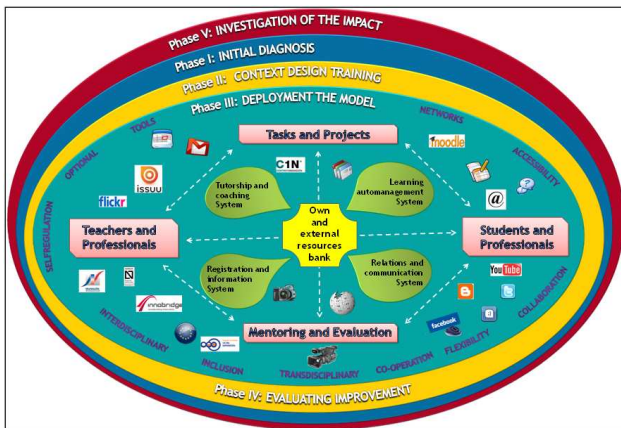 Phase V: INVESTIGATION OF THE IMPACT
Phase I: INITIAL DIAGNOSIS
Phase II: CONTEXT DESIGN TRAINING
Phase III: DEPLOYMENT THE MODEL
TOOLS
NETWORKS
OPTIONAL
ACCESSIBILITY
SELFREGULATION
Tasks and Projects
moodle
C1N
issuu
flickr
@
Tutorship and
coaching
System
Learning
automanagement
System
Teachers and
Professionals
Own
and
external
resources
bank
Students and
Professionals
Registration and
information
System
Relations and
communication
System
YouTube
innobridge
facebook
Mentoring and Evaluation
INTERDISCIPLINARY
INCLUSION
TRANSDISCIPLINARY
CO-OPERATION
FLEXIBILITY
COLLABORATION
Phase IV: EVALUATING IMPROVEMENT